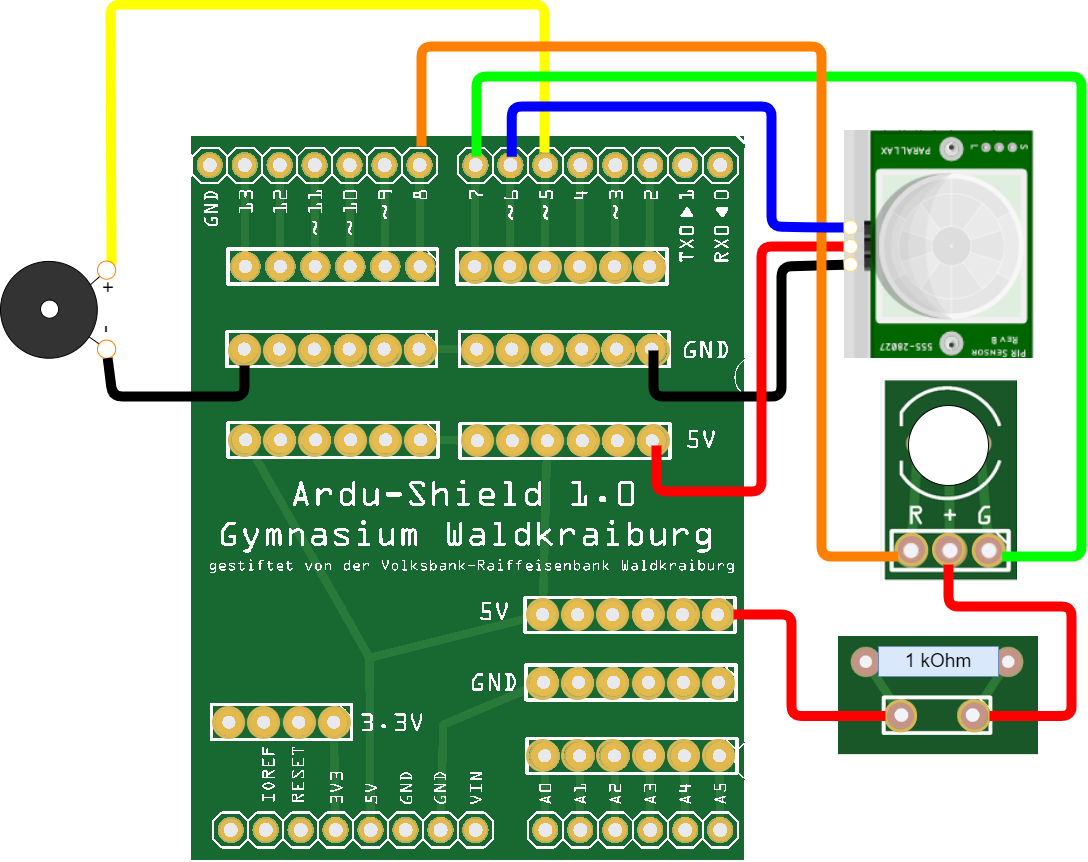 GND 13 12 ~11 ~10 ~9 8 7 ~6 ~5 4 ~3 2 TX0▶1 RX0◀0
PARALLAX
L S
+
-
GND
555-28027
REV B
PIR SENSOR
5V
Ardu-Shield 1.0
Gymnasium Waldkraiburg
gestiftet von der Volksbank-Raiffeisenbank Waldkraiburg
R + G
5V
1 kOhm
GND
3.3V
IOREF RESET 3V3 5V GND GND VIN A0 A1 A2 A3 A4 A5